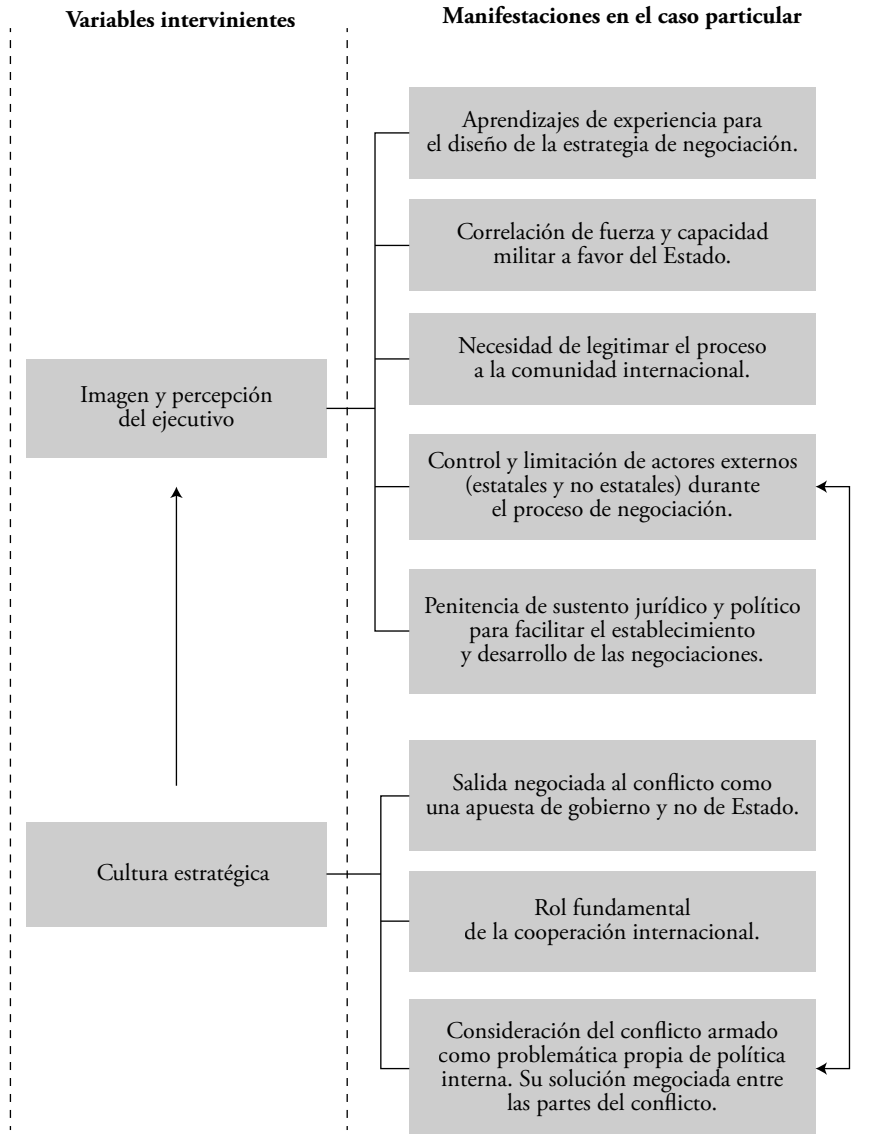 Variables intervinientes
Manifestaciones en el caso particular
Aprendizajes de experiencia para
el diseño de la estrategia de negociación.
Correlación de fuerza y capacidad
militar a favor del Estado.
Necesidad de legitimar el proceso
a la comunidad internacional.
Imagen y percepción
del ejecutivo
Control y limitación de actores externos
(estatales y no estatales) durante
el proceso de negociación.
Penitencia de sustento jurídico y político
para facilitar el establecimiento
y desarrollo de las negociaciones.
Salida negociada al conflicto como
una apuesta de gobierno y no de Estado.
Cultura estratégica
Rol fundamental
de la cooperación internacional.
Consideración del conflicto armado
como problemática propia de política
interna. Su solución megociada entre
las partes del conflicto.